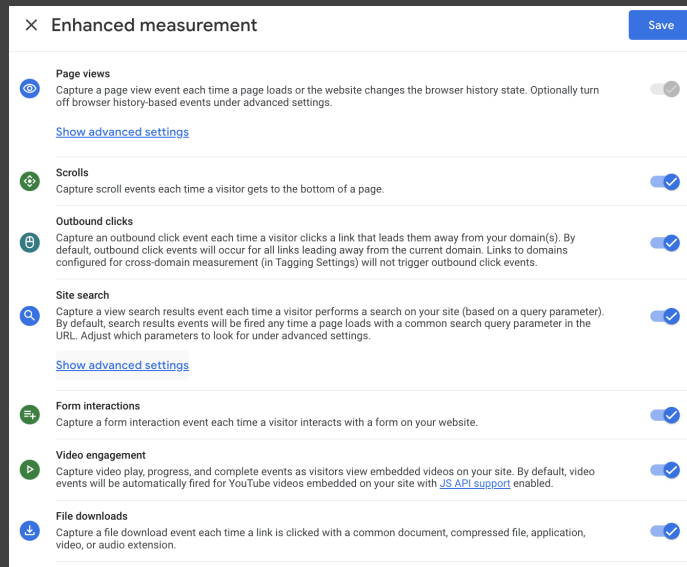 Enhanced measurement
Save
Page views
Capture a page view event each time a page loads or the website changes the browser history state. Optionally turn
off browser history-based events under advanced settings.
Show advanced settings
Scrolls
Capture scroll events each time a visitor gets to the bottom of a page.
Outbound clicks
Capture an outbound click event each time a visitor clicks a link that leads them away from your domain(s). By
default, outbound click events will occur for all links leading away from the current domain. Links to domains
configured for cross-domain measurement (in Tagging Settings) will not trigger outbound click events.
Site search
Capture a view search results event each time a visitor performs a search on your site (based on a query parameter).
By default, search results events will be fired any time a page loads with a common search query parameter in the
URL. Adjust which parameters to look for under advanced settings.
Show advanced settings
Form interactions
Capture a form interaction event each time a visitor interacts with a form on your website.
Video engagement
Capture video play, progress, and complete events as visitors view embedded videos on your site. By default, video
events will be automatically fired for YouTube videos embedded on your site with JS API support enabled.
File downloads
Capture a file download event each time a link is clicked with a common document, compressed file, application,
video, or audio extension.